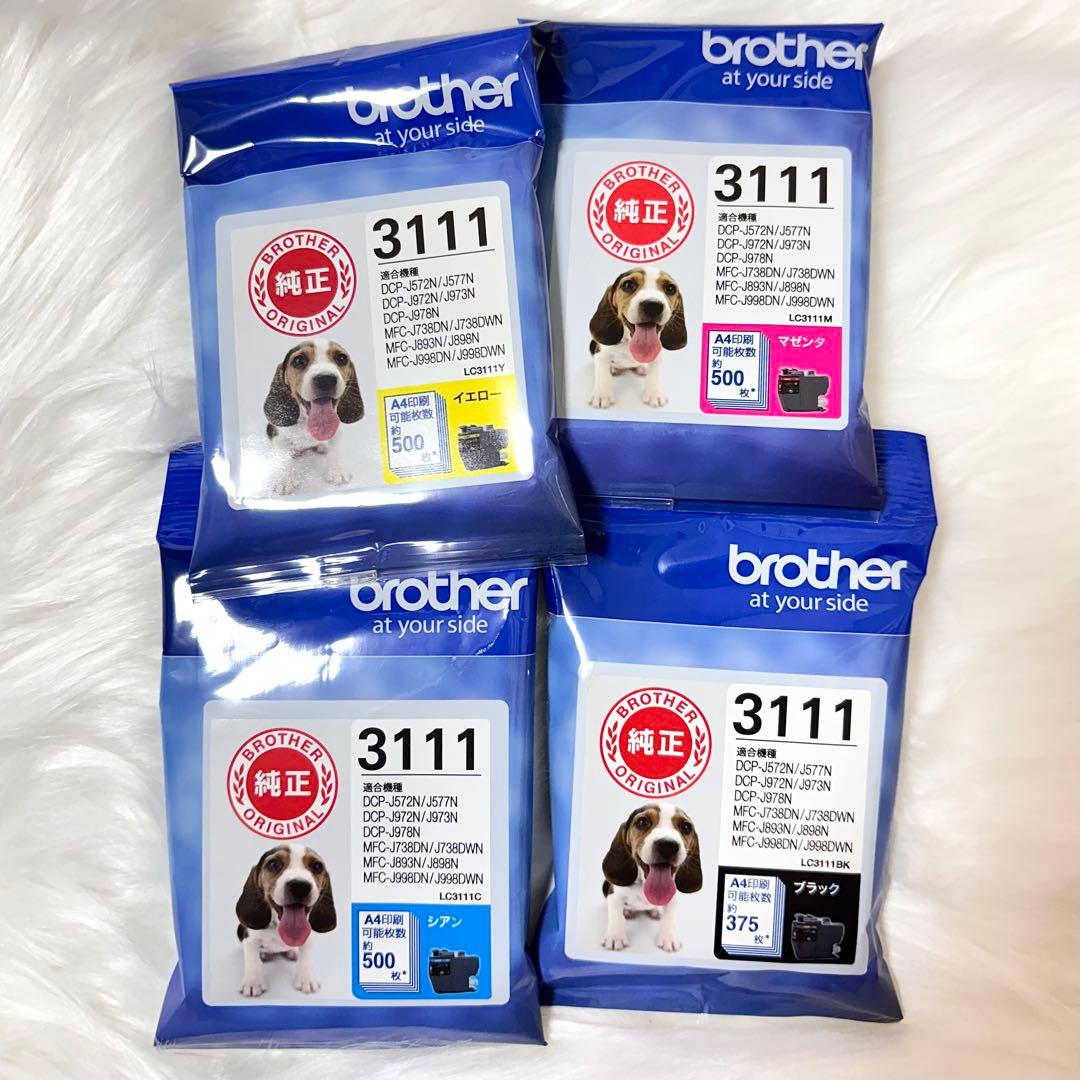 brother
at your side
BROTHER
純正
ORIGINAL
3111
適合機種
DCP-J572N/J577N
DCP-J972N/J973N
DCP-J978N
MFC-J738DN/J738DWN
MFC-J893N/J898N
MFC-J998DN/J998DWN
LC3111Y
A4印刷
可能枚数
約
500
枚*
イエロー
brother
at your side
BROTHER
純正
ORIGINAL
3111
適合機種
DCP-J572N/J577N
DCP-J972N/J973N
DCP-J978N
MFC-J738DN/J738DWN
MFC-J893N/J898N
MFC-J998DN/J998DWN
LC3111M
A4印刷
可能枚数
約
500
枚*
マゼンタ
brother
at your side
BROTHER
純正
ORIGINAL
3111
適合機種
DCP-J572N/J577N
DCP-J972N/J973N
DCP-J978N
MFC-J738DN/J738DWN
MFC-J893N/J898N
MFC-J998DN/J998DWN
LC3111C
A4印刷
可能枚数
約
500
枚*
シアン
brother
at your side
BROTHER
純正
ORIGINAL
3111
適合機種
DCP-J572N/J577N
DCP-J972N/J973N
DCP-J978N
MFC-J738DN/J738DWN
MFC-J893N/J898N
MFC-J998DN/J998DWN
LC3111BK
A4印刷
可能枚数
約
375
枚*
ブラック